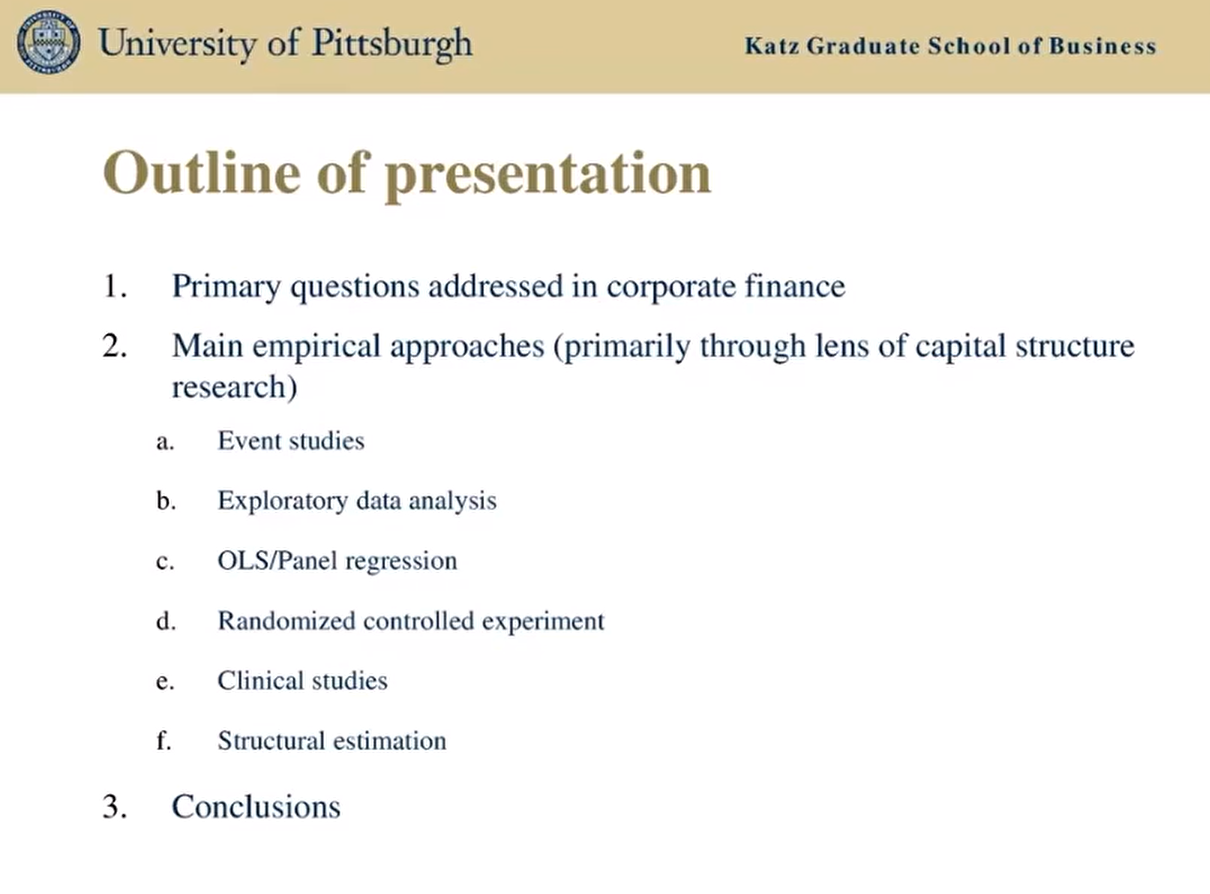 University of Pittsburgh
Katz Graduate School of Business
Outline of presentation
1. Primary questions addressed in corporate finance
2. Main empirical approaches (primarily through lens of capital structure
research)
a. Event studies
b. Exploratory data analysis
c. OLS/Panel regression
d. Randomized controlled experiment
e. Clinical studies
f. Structural estimation
3. Conclusions